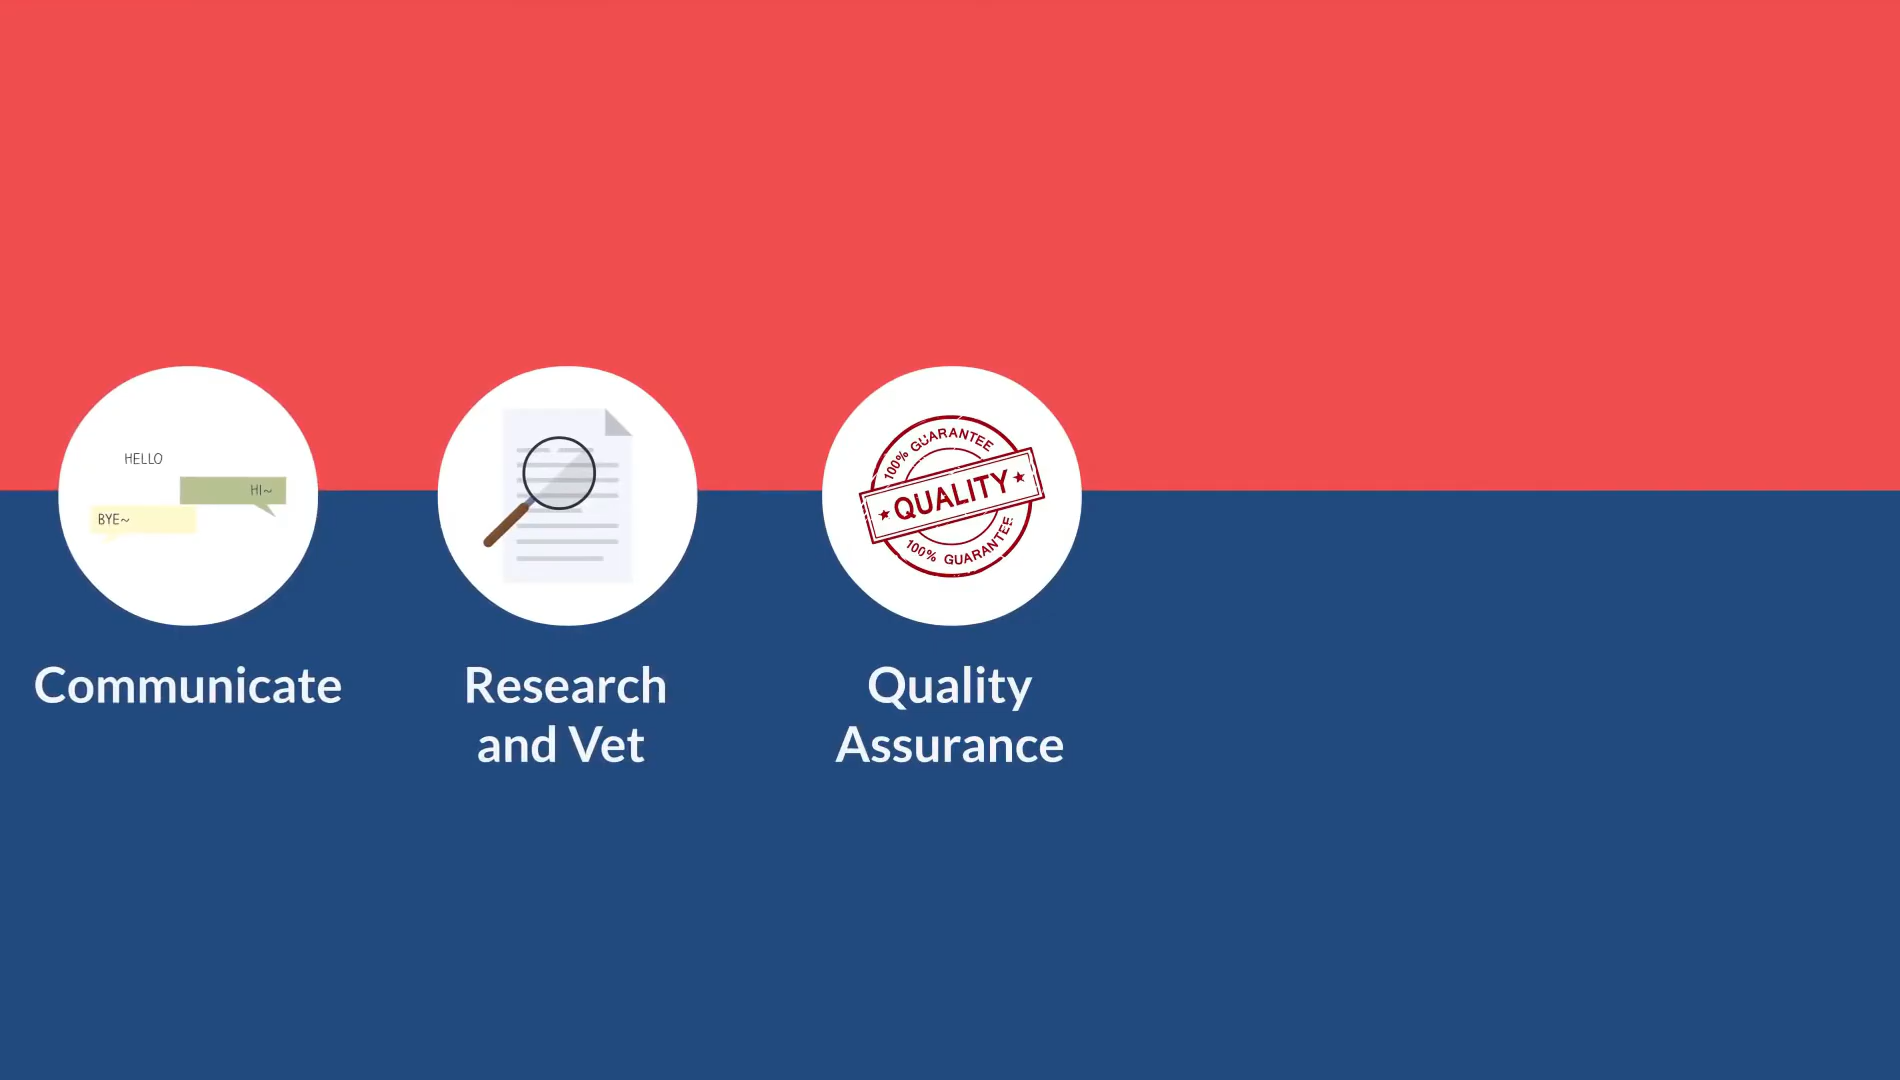 HELLO
HI~
BYE~
100% GUARANTEE
★ QUALITY ★
100% GUARANTEE
Communicate
Research
and Vet
Quality
Assurance